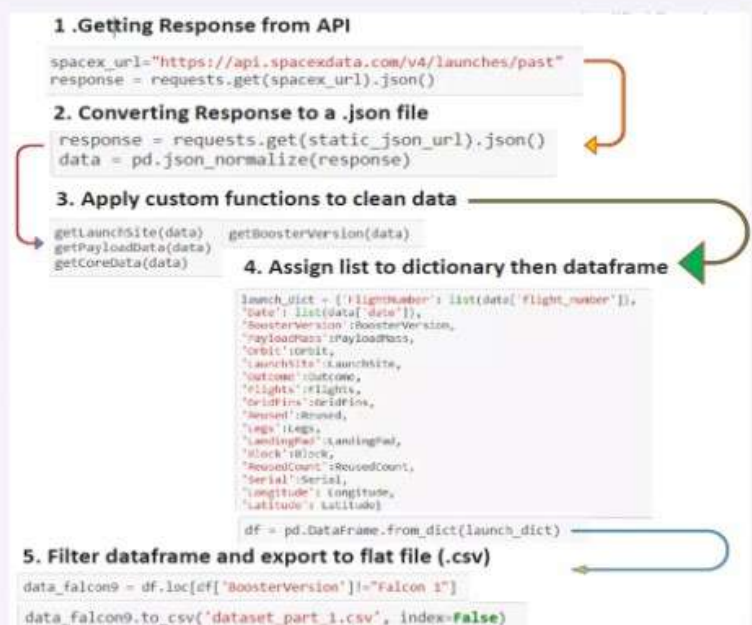 1 .Getting Response from API
spacex_url="https://api.spacexdata.com/v4/launches/past"
response = requests.get(spacex_url).json()
2. Converting Response to a .json file
response = requests.get(static_json_url).json()
data = pd.json_normalize(response)
3. Apply custom functions to clean data
getLaunchSite(data) getBoosterVersion(data)
getPayloadData(data)
getCoreData(data)
4. Assign list to dictionary then dataframe
launch_dict = {'FlightNumber': list(data['flight_number']),
'Date': list(data['date']),
'BoosterVersion':BoosterVersion,
'PayloadMass':PayloadMass,
'Orbit':Orbit,
'LaunchSite':LaunchSite,
'Outcome':Outcome,
'Flights':Flights,
'GridFins':GridFins,
'Reused':Reused,
'Legs':Legs,
'LandingPad':LandingPad,
'Block':Block,
'ReusedCount':ReusedCount,
'Serial':Serial,
'Longitude': Longitude,
'Latitude': Latitude}
df = pd.DataFrame.from_dict(launch_dict)
5. Filter dataframe and export to flat file (.csv)
data_falcon9 = df.loc[df['BoosterVersion']!="Falcon 1"]
data_falcon9.to_csv('dataset_part_1.csv', index=False)